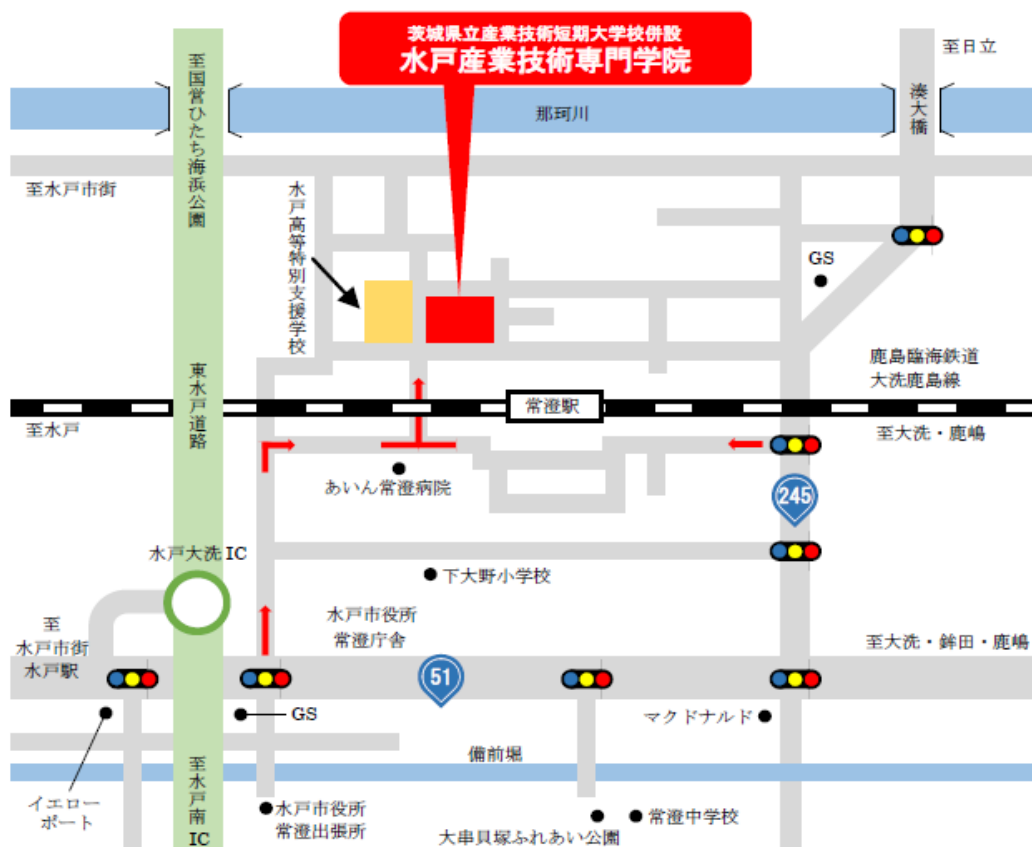 茨城県立産業技術短期大学校併設
水戸産業技術専門学院
至日立
至国営ひたち海浜公園
那珂川
湊大橋
至水戸市街
水戸高等特別支援学校
GS
東水戸道路
鹿島臨海鉄道
大洗鹿島線
常澄駅
至水戸
至大洗・鹿嶋
あいん常澄病院
245
水戸大洗 IC
下大野小学校
水戸市役所
常澄庁舎
至
水戸市街
水戸駅
至大洗・鉾田・鹿嶋
51
GS
マクドナルド
備前堀
至水戸南IC
イエロー
ポート
水戸市役所
常澄出張所
大串貝塚ふれあい公園
常澄中学校